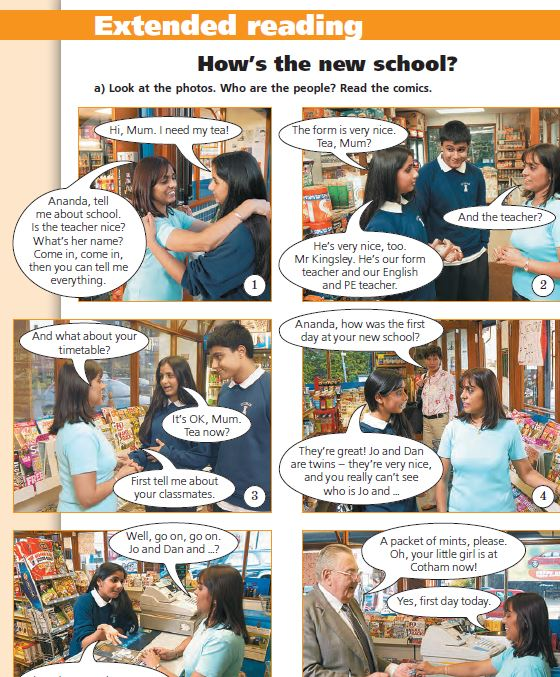 Extended reading
How's the new school?
a) Look at the photos. Who are the people? Read the comics.
Hi, Mum. I need my tea!
Ananda, tell
me about school.
Is the teacher nice?
What's her name?
Come in, come in,
then you can tell me
everything.
1
The form is very nice.
Tea, Mum?
And the teacher?
He's very nice, too.
Mr Kingsley. He's our form
teacher and our English
and PE teacher.
2
And what about your
timetable?
It's OK, Mum.
Tea now?
First tell me about
your classmates.
3
Ananda, how was the first
day at your new school?
They're great! Jo and Dan
are twins – they're very nice,
and you really can't see
who is Jo and ...
4
Well, go on, go on.
Jo and Dan and ...?
A packet of mints, please.
Oh, your little girl is at
Cotham now!
Yes, first day today.